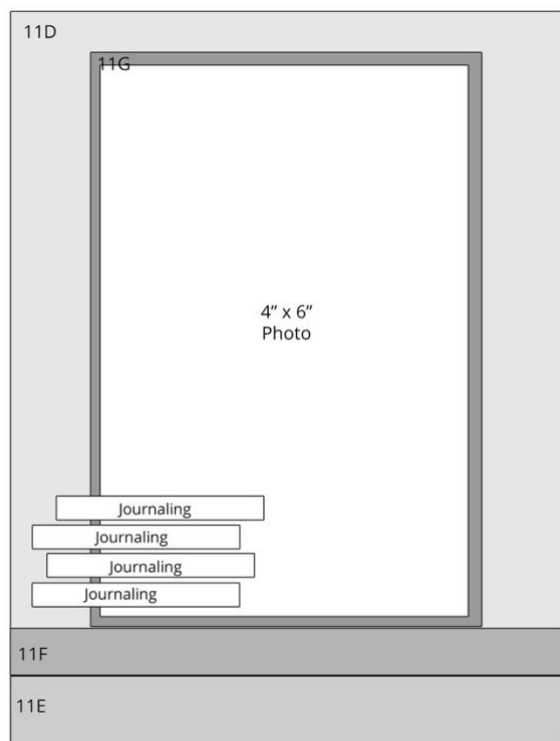 11D
11G
4” x 6”
Photo
Journaling
Journaling
Journaling
Journaling
11F
11E